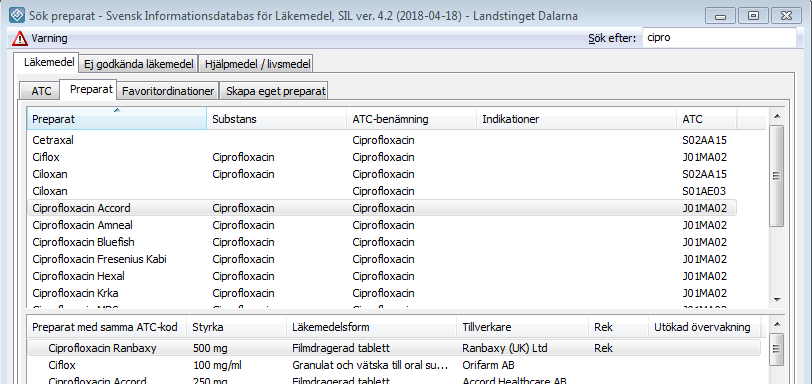 Sök preparat - Svensk Informationsdatabas för Läkemedel, SIL ver. 4.2 (2018-04-18) - Landstinget Dalarna
Varning Sök efter: cipro
Läkemedel Ej godkända läkemedel Hjälpmedel / livsmedel
ATC Preparat Favoritordinationer Skapa eget preparat
Preparat Substans ATC-benämning Indikationer ATC
Cetraxal Ciprofloxacin S02AA15
Ciflox Ciprofloxacin Ciprofloxacin J01MA02
Ciloxan Ciprofloxacin Ciprofloxacin S02AA15
Ciloxan Ciprofloxacin S01AE03
Ciprofloxacin Accord Ciprofloxacin Ciprofloxacin J01MA02
Ciprofloxacin Amneal Ciprofloxacin Ciprofloxacin J01MA02
Ciprofloxacin Bluefish Ciprofloxacin Ciprofloxacin J01MA02
Ciprofloxacin Fresenius Kabi Ciprofloxacin Ciprofloxacin J01MA02
Ciprofloxacin Hexal Ciprofloxacin Ciprofloxacin J01MA02
Ciprofloxacin Krka Ciprofloxacin Ciprofloxacin J01MA02
Preparat med samma ATC-kod Styrka Läkemedelsform Tillverkare Rek Utökad övervakning
Ciprofloxacin Ranbaxy 500 mg Filmdragerad tablett Ranbaxy (UK) Ltd Rek
Ciflox 100 mg/ml Granulat och vätska till oral su... Orifarm AB
Ciprofloxacin Accord 250 mg Filmdragerad tablett Accord Healthcare AB